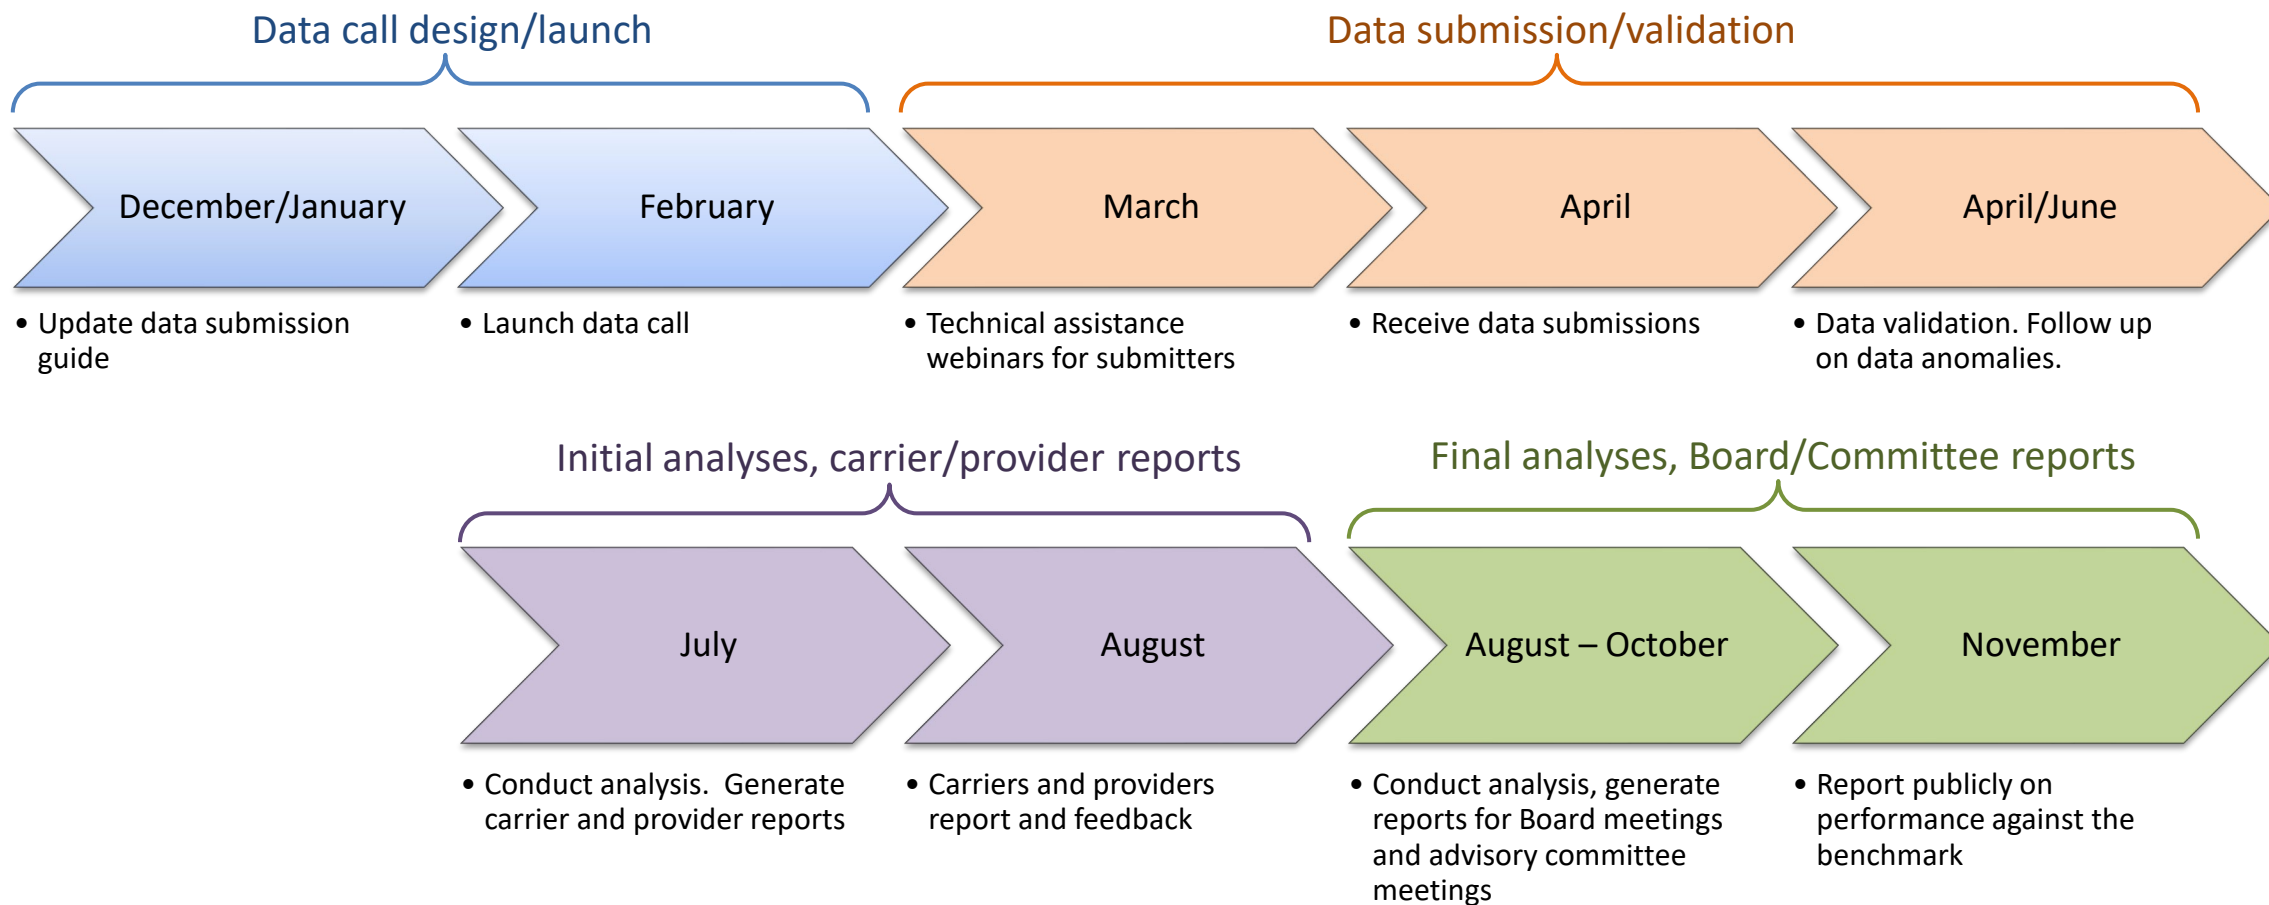 Data call design/launch
Data submission/validation
December/January
February
March
April
April/June
• Update data submission
guide
• Launch data call
• Technical assistance
webinars for submitters
• Receive data submissions
• Data validation. Follow up
on data anomalies.
Initial analyses, carrier/provider reports
Final analyses, Board/Committee reports
July
August
August – October
November
• Conduct analysis.  Generate
carrier and provider reports
• Carriers and providers
report and feedback
• Conduct analysis, generate
reports for Board meetings
and advisory committee
meetings
• Report publicly on
performance against the
benchmark